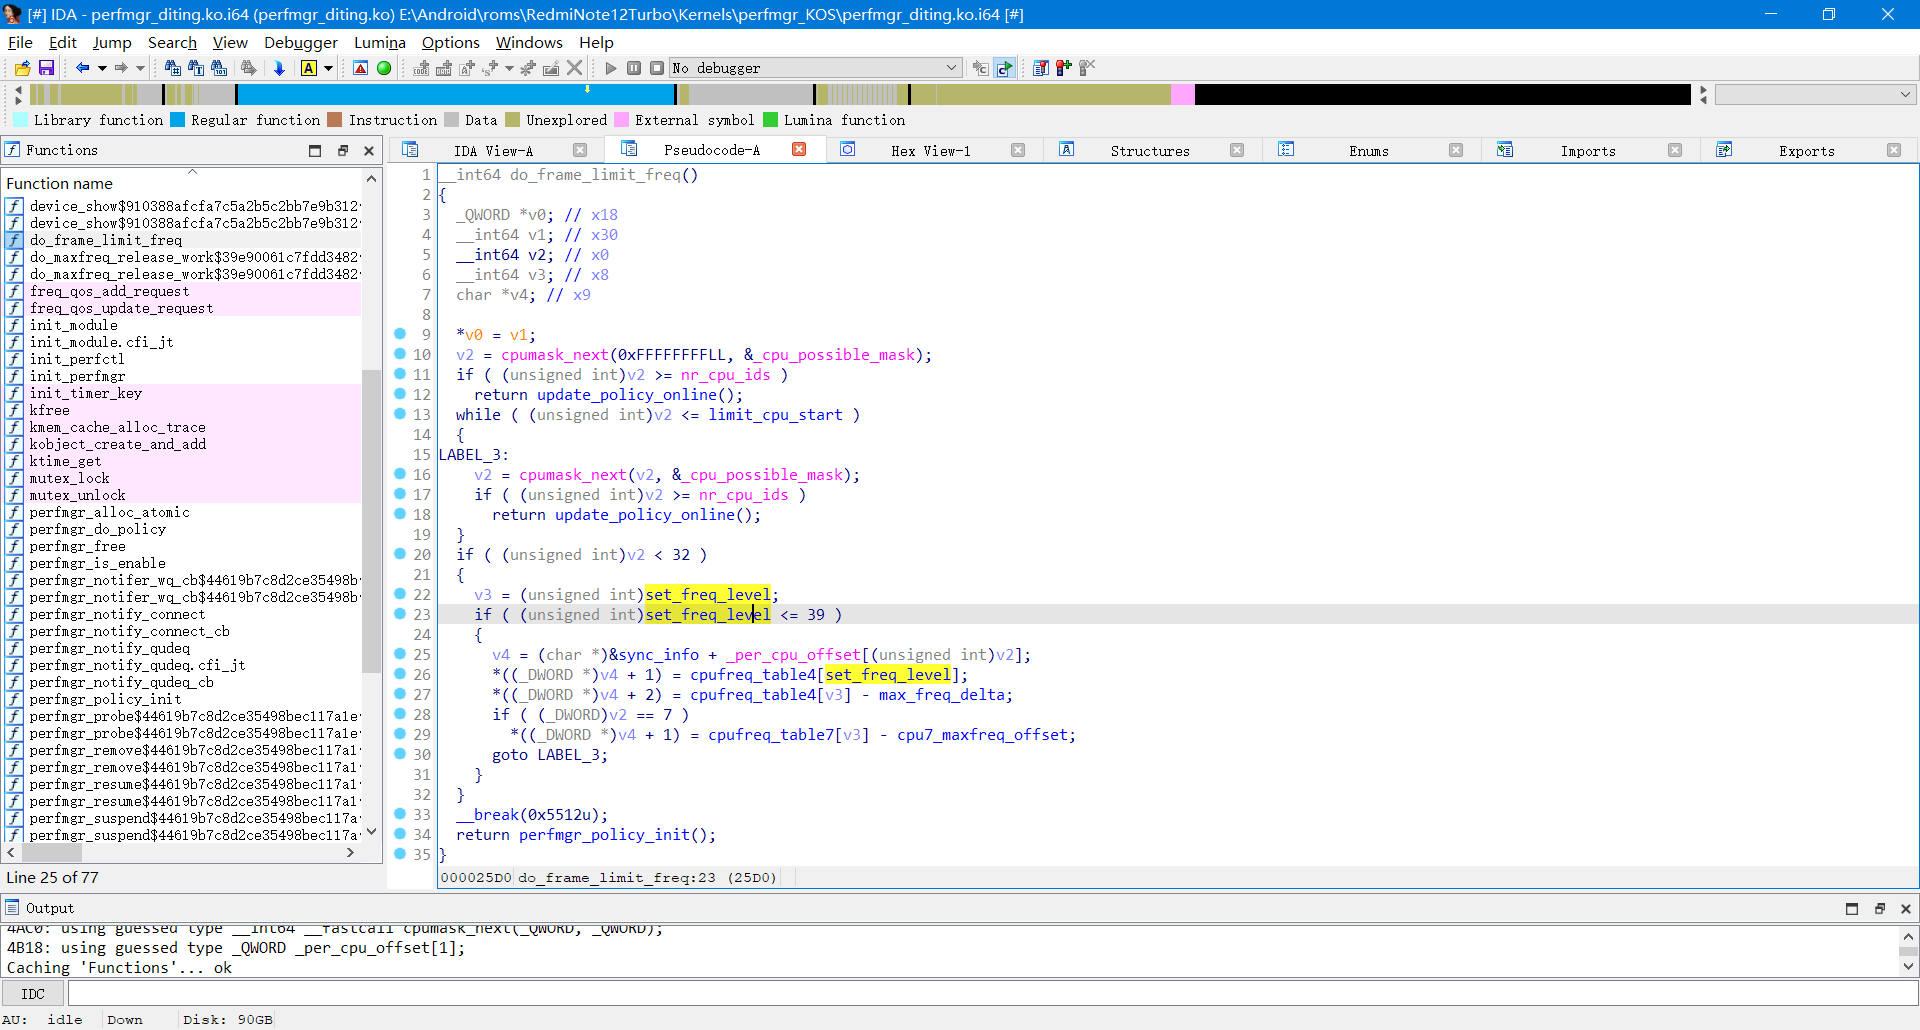 [#] IDA - perfmgr_diting.ko.i64 (perfmgr_diting.ko) E:\Android\roms\RedmiNote12Turbo\Kernels\perfmgr_KOS\perfmgr_diting.ko.i64 [#]
File Edit Jump Search View Debugger Lumina Options Windows Help
No debugger
Library function Regular function Instruction Data Unexplored External symbol Lumina function
Functions
Function name
device_show$910388afcfa7c5a2b5c2bb7e9b312
device_show$910388afcfa7c5a2b5c2bb7e9b312
do_frame_limit_freq
do_maxfreq_release_work$39e90061c7fdd3482
do_maxfreq_release_work$39e90061c7fdd3482
freq_qos_add_request
freq_qos_update_request
init_module
init_module.cfi_jt
init_perfctl
init_perfmgr
init_timer_key
kfree
kmem_cache_alloc_trace
kobject_create_and_add
ktime_get
mutex_lock
mutex_unlock
perfmgr_alloc_atomic
perfmgr_do_policy
perfmgr_free
perfmgr_is_enable
perfmgr_notifer_wq_cb$44619b7c8d2ce35498b
perfmgr_notifer_wq_cb$44619b7c8d2ce35498b
perfmgr_notify_connect
perfmgr_notify_connect_cb
perfmgr_notify_qudeq
perfmgr_notify_qudeq.cfi_jt
perfmgr_notify_qudeq_cb
perfmgr_policy_init
perfmgr_probe$44619b7c8d2ce35498bec117a1e
perfmgr_probe$44619b7c8d2ce35498bec117a1e
perfmgr_remove$44619b7c8d2ce35498bec117a1
perfmgr_remove$44619b7c8d2ce35498bec117a1
perfmgr_resume$44619b7c8d2ce35498bec117a1
perfmgr_resume$44619b7c8d2ce35498bec117a1
perfmgr_suspend$44619b7c8d2ce35498bec117a
perfmgr_suspend$44619b7c8d2ce35498bec117a
Line 25 of 77
IDA View-A Pseudocode-A Hex View-1 Structures Enums Imports Exports
1 __int64 do_frame_limit_freq()
2 {
3 _QWORD *v0; // x18
4 __int64 v1; // x30
5 __int64 v2; // x0
6 __int64 v3; // x8
7 char *v4; // x9
8
9 *v0 = v1;
10 v2 = cpumask_next(0xFFFFFFFFLL, &_cpu_possible_mask);
11 if ( (unsigned int)v2 >= nr_cpu_ids )
12 return update_policy_online();
13 while ( (unsigned int)v2 <= limit_cpu_start )
14 {
15 LABEL_3:
16 v2 = cpumask_next(v2, &_cpu_possible_mask);
17 if ( (unsigned int)v2 >= nr_cpu_ids )
18 return update_policy_online();
19 }
20 if ( (unsigned int)v2 < 32 )
21 {
22 v3 = (unsigned int)set_freq_level;
23 if ( (unsigned int)set_freq_level <= 39 )
24 {
25 v4 = (char *)&sync_info + _per_cpu_offset[(unsigned int)v2];
26 *((_DWORD *)v4 + 1) = cpufreq_table4[set_freq_level];
27 *((_DWORD *)v4 + 2) = cpufreq_table4[v3] - max_freq_delta;
28 if ( (_DWORD)v2 == 7 )
29 *((_DWORD *)v4 + 1) = cpufreq_table7[v3] - cpu7_maxfreq_offset;
30 goto LABEL_3;
31 }
32 }
33 __break(0x5512u);
34 return perfmgr_policy_init();
35 }
000025D0 do_frame_limit_freq:23 (25D0)
Output
4AC0: using guessed type __int64 __fastcall cpumask_next(_QWORD, _QWORD);
4B18: using guessed type _QWORD _per_cpu_offset[1];
Caching 'Functions'... ok
IDC
AU: idle Down Disk: 90GB